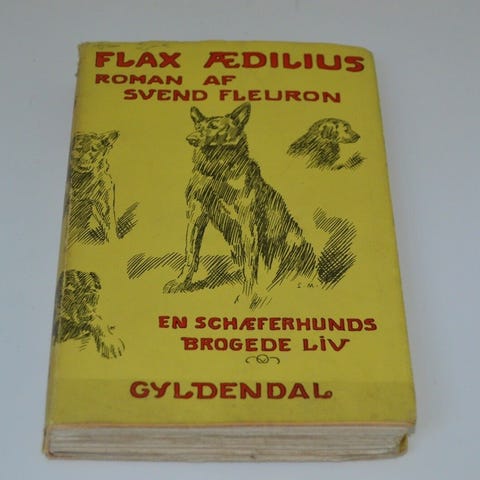 FLAX ÆDILIUS
ROMAN AF
SVEND FLEURON
S.M.
EN SCHÆFERHUNDS
BROGEDE LIV
GYLDENDAL